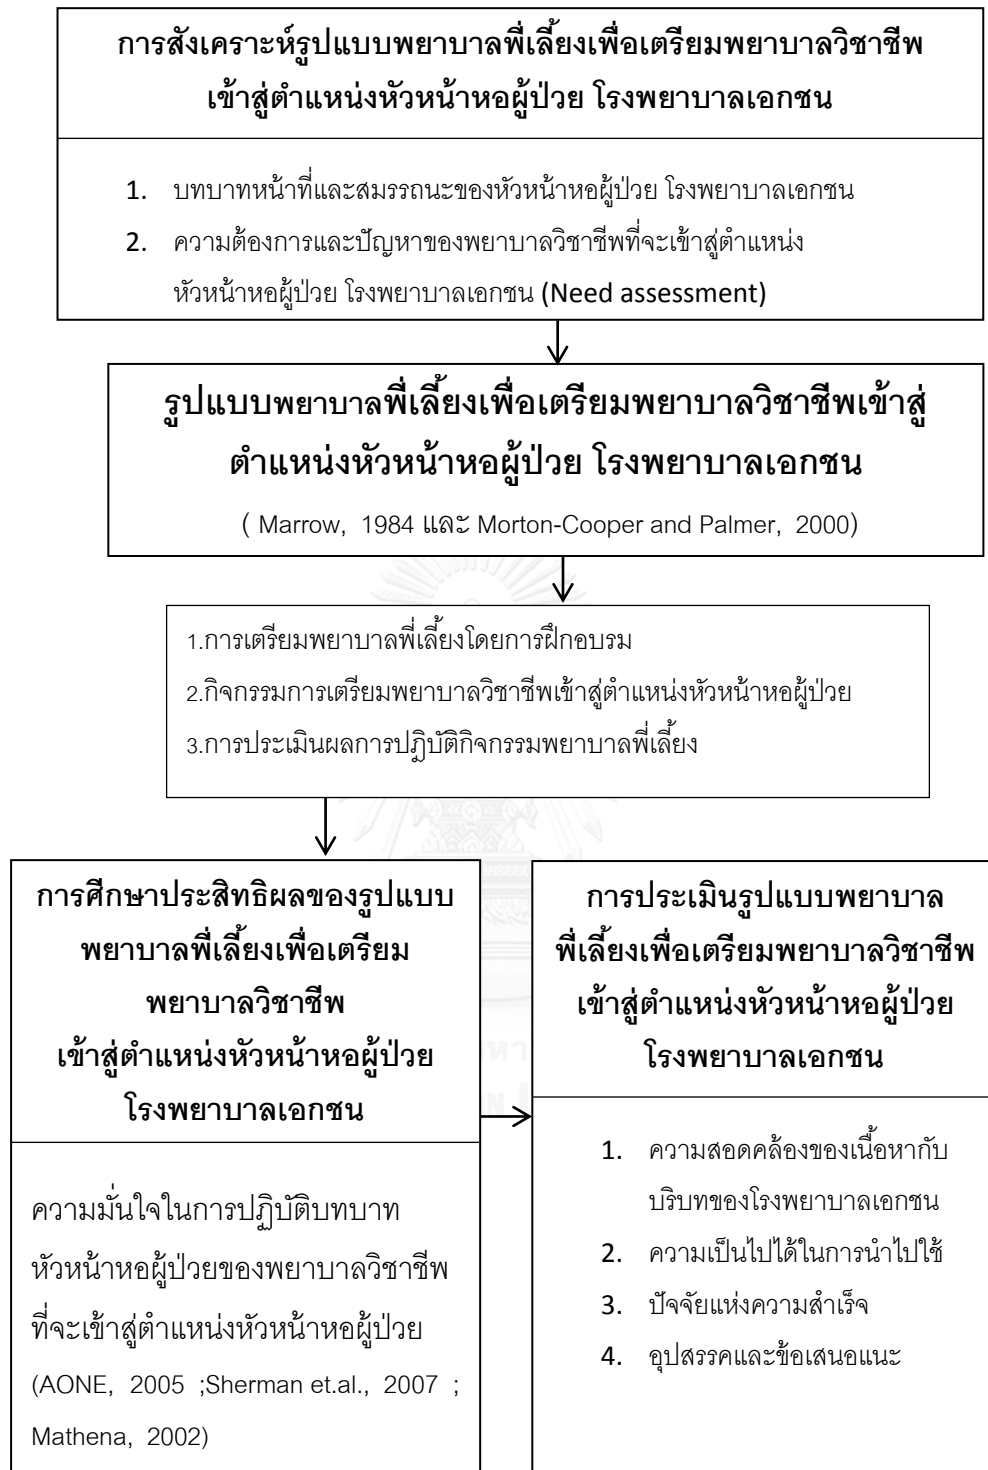 การสังเคราะห์รูปแบบพยาบาลพี่เลี้ยงเพื่อเตรียมพยาบาลวิชาชีพ
เข้าสู่ตำแหน่งหัวหน้าหอผู้ป่วย โรงพยาบาลเอกชน
1. บทบาทหน้าที่และสมรรถนะของหัวหน้าหอผู้ป่วย โรงพยาบาลเอกชน
2. ความต้องการและปัญหาของพยาบาลวิชาชีพที่จะเข้าสู่ตำแหน่ง
หัวหน้าหอผู้ป่วย โรงพยาบาลเอกชน (Need assessment)
รูปแบบพยาบาลพี่เลี้ยงเพื่อเตรียมพยาบาลวิชาชีพเข้าสู่
ตำแหน่งหัวหน้าหอผู้ป่วย โรงพยาบาลเอกชน
( Marrow, 1984 และ Morton-Cooper and Palmer, 2000)
1.การเตรียมพยาบาลพี่เลี้ยงโดยการฝึกอบรม
2.กิจกรรมการเตรียมพยาบาลวิชาชีพเข้าสู่ตำแหน่งหัวหน้าหอผู้ป่วย
3.การประเมินผลการปฎิบัติกิจกรรมพยาบาลพี่เลี้ยง
การศึกษาประสิทธิผลของรูปแบบ
พยาบาลพี่เลี้ยงเพื่อเตรียม
พยาบาลวิชาชีพ
เข้าสู่ตำแหน่งหัวหน้าหอผู้ป่วย
โรงพยาบาลเอกชน
ความมั่นใจในการปฏิบัติบทบาท
หัวหน้าหอผู้ป่วยของพยาบาลวิชาชีพ
ที่จะเข้าสู่ตำแหน่งหัวหน้าหอผู้ป่วย
(AONE, 2005 ;Sherman et.al., 2007 ;
Mathena, 2002)
การประเมินรูปแบบพยาบาล
พี่เลี้ยงเพื่อเตรียมพยาบาลวิชาชีพ
เข้าสู่ตำแหน่งหัวหน้าหอผู้ป่วย
โรงพยาบาลเอกชน
1. ความสอดคล้องของเนื้อหากับ
บริบทของโรงพยาบาลเอกชน
2. ความเป็นไปได้ในการนำไปใช้
3. ปัจจัยแห่งความสำเร็จ
4. อุปสรรคและข้อเสนอแนะ